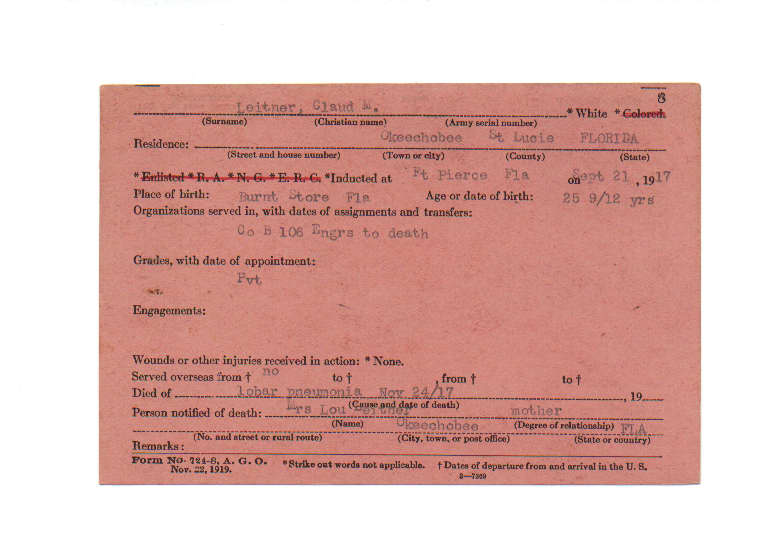 8
Leitner, Claud M. * White * Colored.
(Surname) (Christian name) (Army serial number)
Residence: Okeechobee St Lucie FLORIDA
(Street and house number) (Town or city) (County) (State)
* Enlisted * R. A. * N. G. * E. R. C. * Inducted at Ft Pierce Fla on Sept 21, 1917
Place of birth: Burnt Store Fla Age or date of birth: 25 9/12 yrs
Organizations served in, with dates of assignments and transfers:
Co B 106 Engrs to death
Grades, with date of appointment:
Pvt
Engagements:
Wounds or other injuries received in action: * None.
Served overseas from † no to † , from † to †
Died of lobar pneumonia Nov 24/17 , 19
(Cause and date of death)
Person notified of death: Mrs Lou Leitner mother
(Name) (Degree of relationship)
Okeechobee FLA
(No. and street or rural route) (City, town, or post office) (State or country)
Remarks:
Form No. 724-8, A. G. O. * Strike out words not applicable. † Dates of departure from and arrival in the U. S.
Nov. 22, 1919. 3—7369